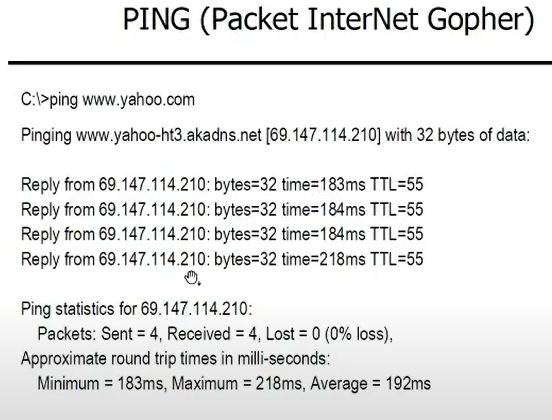 PING (Packet InterNet Gopher)
C:\>ping www.yahoo.com
Pinging www.yahoo-ht3.akadns.net [69.147.114.210] with 32 bytes of data:
Reply from 69.147.114.210: bytes=32 time=183ms TTL=55
Reply from 69.147.114.210: bytes=32 time=184ms TTL=55
Reply from 69.147.114.210: bytes=32 time=184ms TTL=55
Reply from 69.147.114.210: bytes=32 time=218ms TTL=55
Ping statistics for 69.147.114.210:
Packets: Sent = 4, Received = 4, Lost = 0 (0% loss),
Approximate round trip times in milli-seconds:
Minimum = 183ms, Maximum = 218ms, Average = 192ms